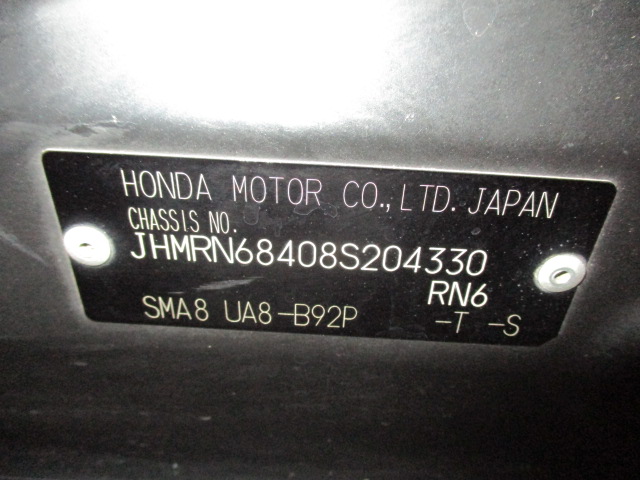 HONDA MOTOR CO.,LTD. JAPAN
CHASSIS NO.
JHMRN68408S204330
RN6
SMA8 UA8-B92P -T -S